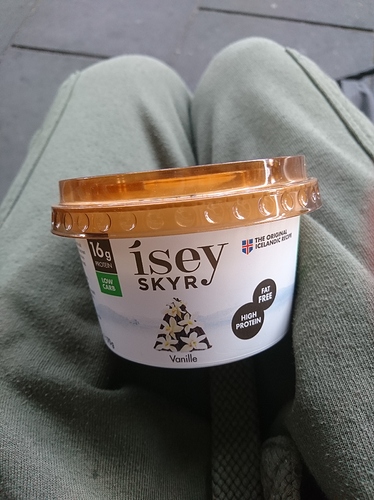 16g
PROTEIN
LOW
CARB
ísey
SKYR
THE ORIGINAL
ICELANDIC RECIPE
FAT
FREE
HIGH
PROTEIN
Vanille